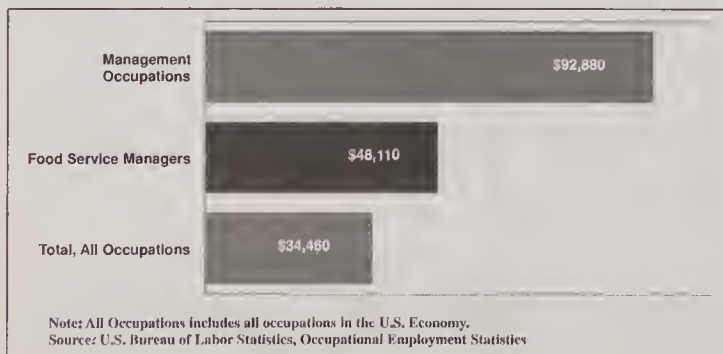 Management
Occupations
$92,880
Food Service Managers
$48,110
Total, All Occupations
$34,460
Note: All Occupations includes all occupations in the U.S. Economy.
Source: U.S. Bureau of Labor Statistics, Occupational Employment Statistics